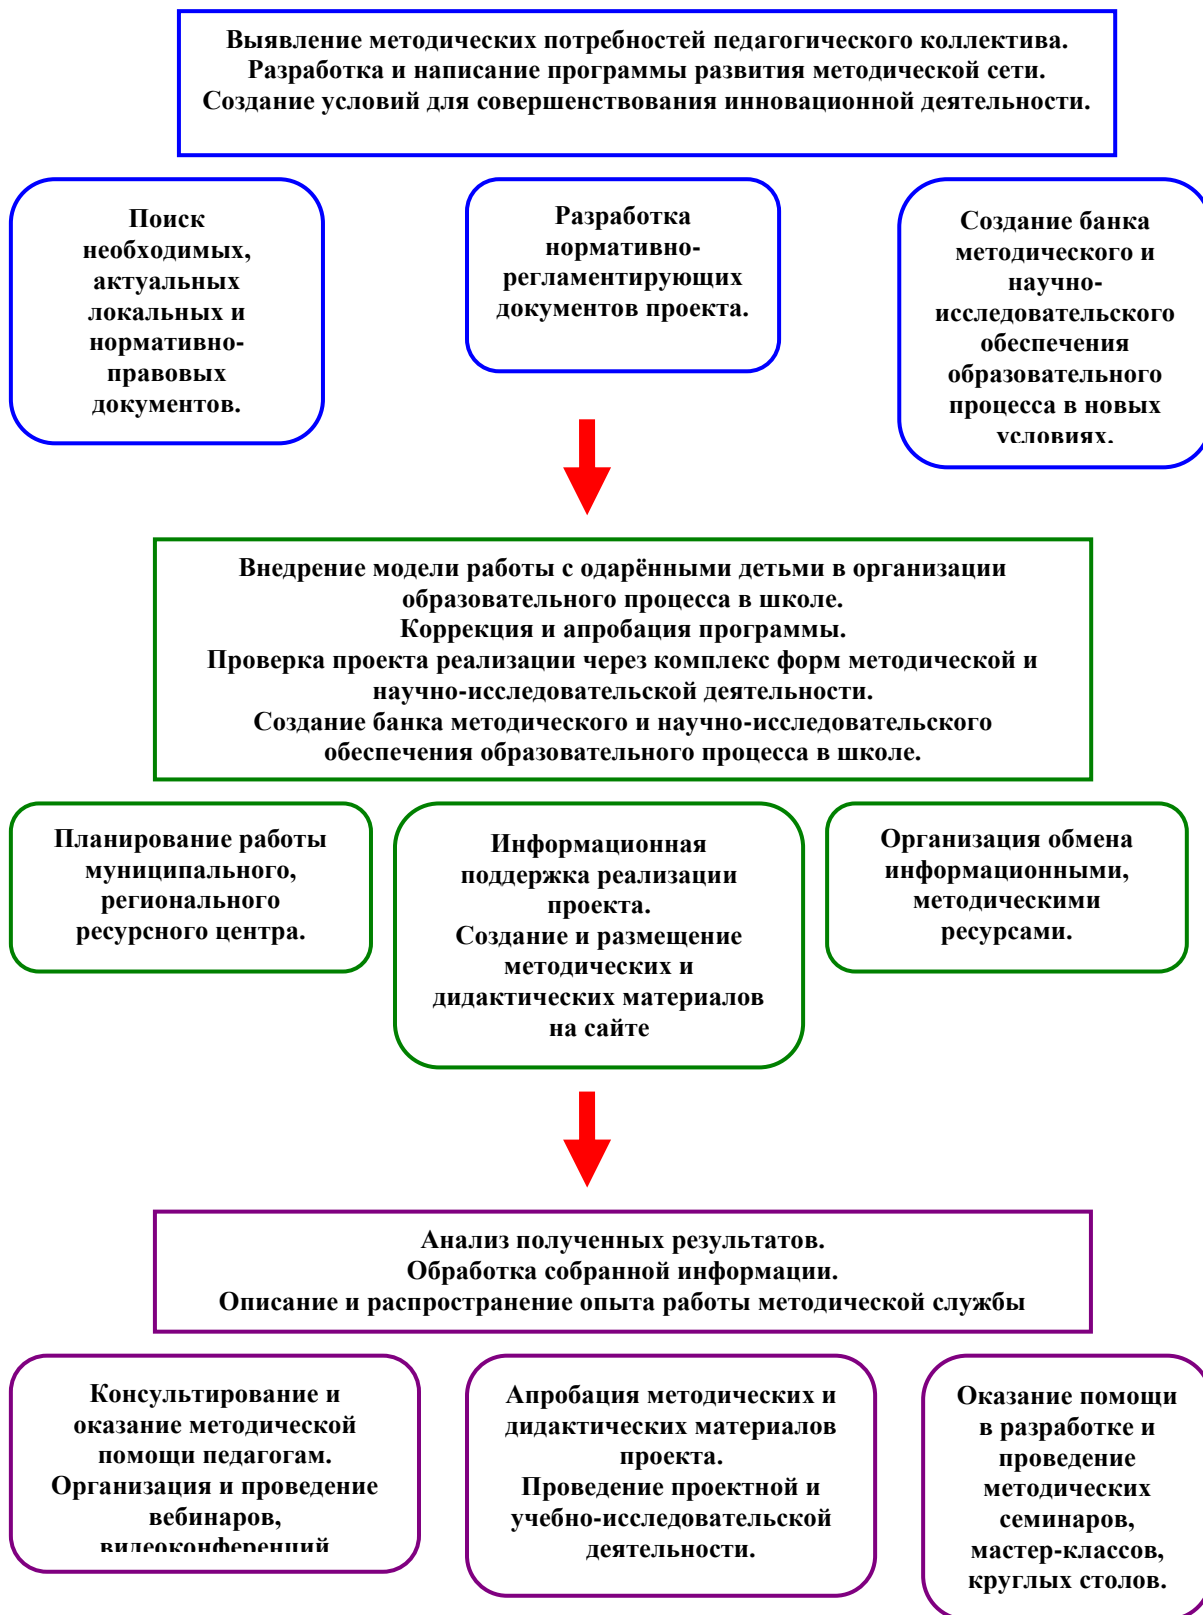 Выявление методических потребностей педагогического коллектива.
Разработка и написание программы развития методической сети.
Создание условий для совершенствования инновационной деятельности.
Поиск
необходимых,
актуальных
локальных и
нормативно-
правовых
документов.
Разработка
нормативно-
регламентирующих
документов проекта.
Создание банка
методического и
научно-
исследовательского
обеспечения
образовательного
процесса в новых
условиях.
Внедрение модели работы с одарёнными детьми в организации
образовательного процесса в школе.
Коррекция и апробация программы.
Проверка проекта реализации через комплекс форм методической и
научно-исследовательской деятельности.
Создание банка методического и научно-исследовательского
обеспечения образовательного процесса в школе.
Планирование работы
муниципального,
регионального
ресурсного центра.
Информационная
поддержка реализации
проекта.
Создание и размещение
методических и
дидактических материалов
на сайте
Организация обмена
информационными,
методическими
ресурсами.
Анализ полученных результатов.
Обработка собранной информации.
Описание и распространение опыта работы методической службы
Консультирование и
оказание методической
помощи педагогам.
Организация и проведение
вебинаров,
видеоконференций
Апробация методических и
дидактических материалов
проекта.
Проведение проектной и
учебно-исследовательской
деятельности.
Оказание помощи
в разработке и
проведение
методических
семинаров,
мастер-классов,
круглых столов.